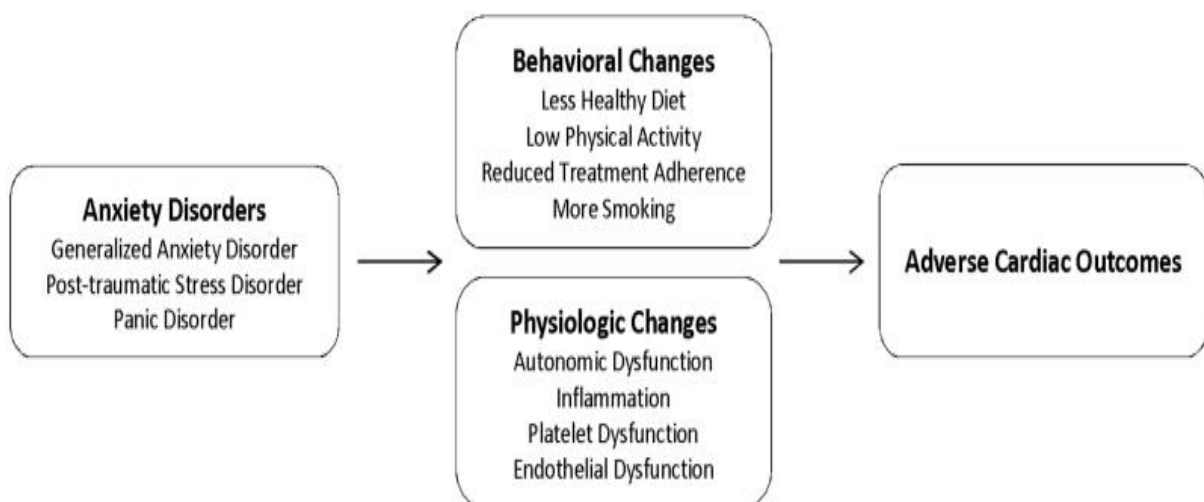 Anxiety Disorders
Generalized Anxiety Disorder
Post-traumatic Stress Disorder
Panic Disorder
Behavioral Changes
Less Healthy Diet
Low Physical Activity
Reduced Treatment Adherence
More Smoking
Physiologic Changes
Autonomic Dysfunction
Inflammation
Platelet Dysfunction
Endothelial Dysfunction
Adverse Cardiac Outcomes